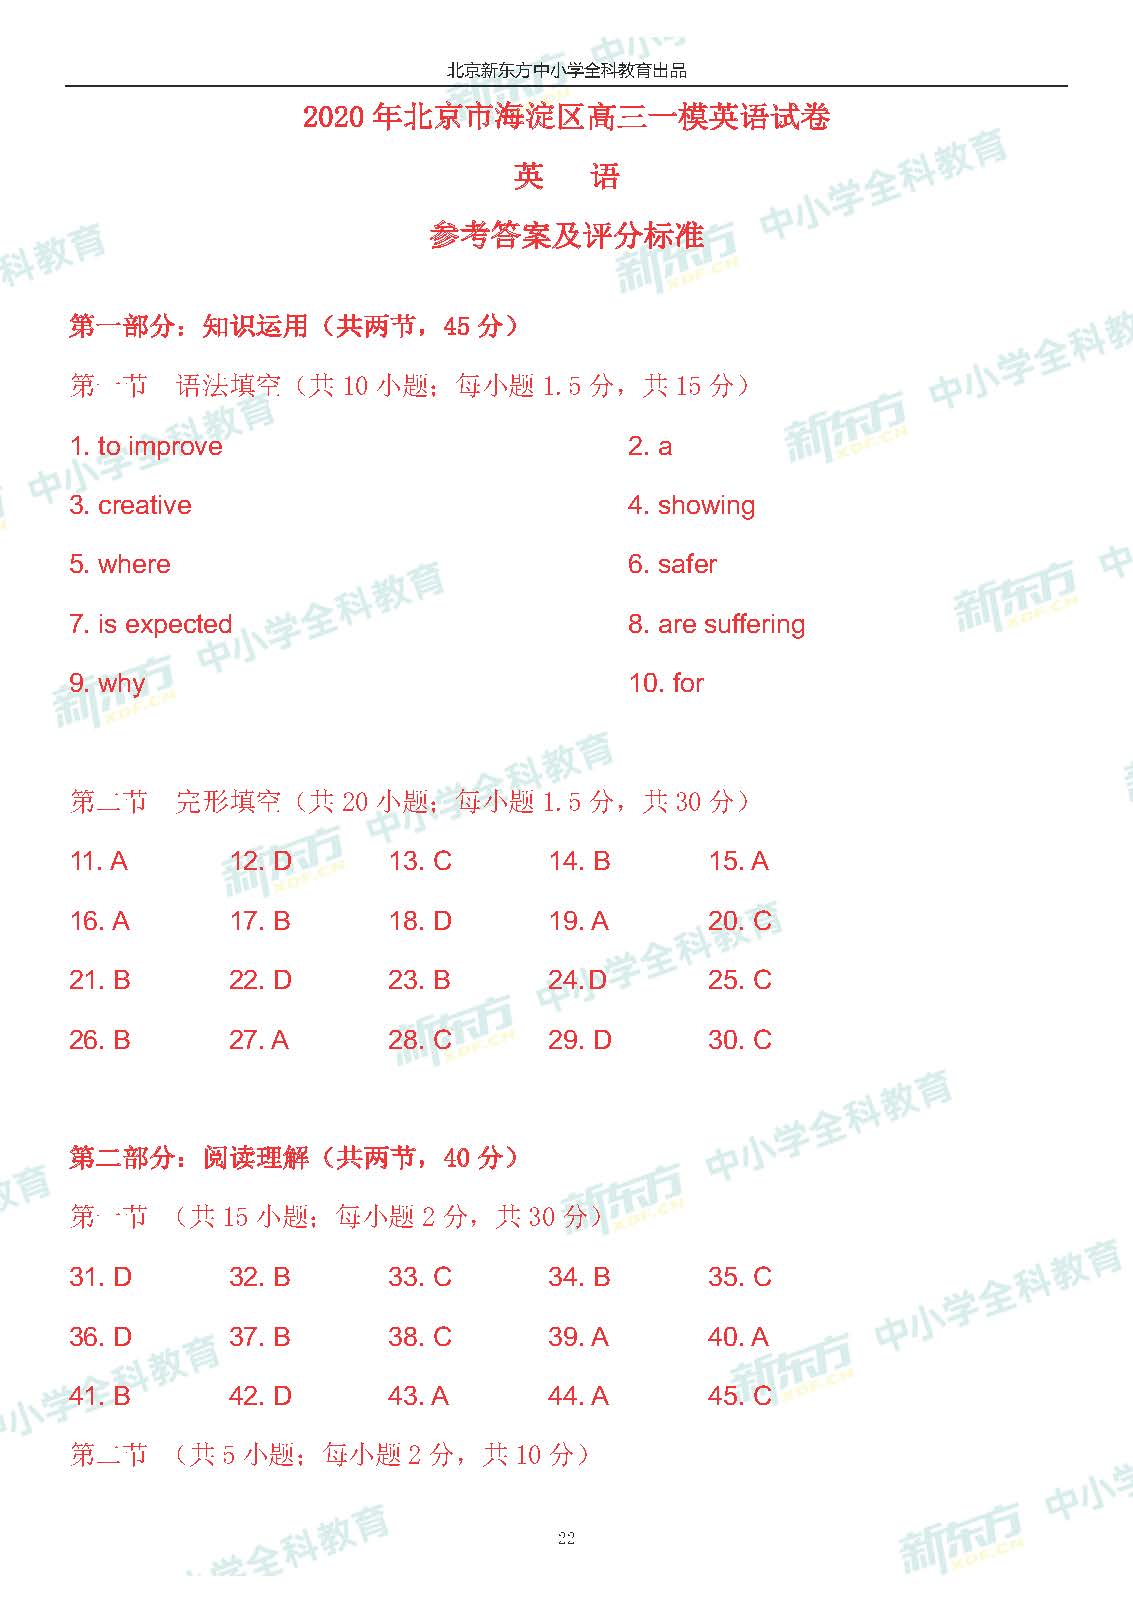 北京新东方中小学全科教育出品
2020 年北京市海淀区高三一模英语试卷
英 语
参考答案及评分标准
第一部分：知识运用（共两节，45 分）
第一节 语法填空（共 10 小题；每小题 1.5 分，共 15 分）
1. to improve 2. a
3. creative 4. showing
5. where 6. safer
7. is expected 8. are suffering
9. why 10. for
第二节 完形填空（共 20 小题；每小题 1.5 分，共 30 分）
11. A 12. D 13. C 14. B 15. A
16. A 17. B 18. D 19. A 20. C
21. B 22. D 23. B 24.D 25. C
26. B 27. A 28. C 29. D 30. C
第二部分：阅读理解（共两节，40 分）
第一节 （共 15 小题；每小题 2 分，共 30 分）
31. D 32. B 33. C 34. B 35. C
36. D 37. B 38. C 39. A 40. A
41. B 42. D 43. A 44. A 45. C
第二节 （共 5 小题；每小题 2 分，共 10 分）
22
新东方 XDF.CN 中小学全科教育